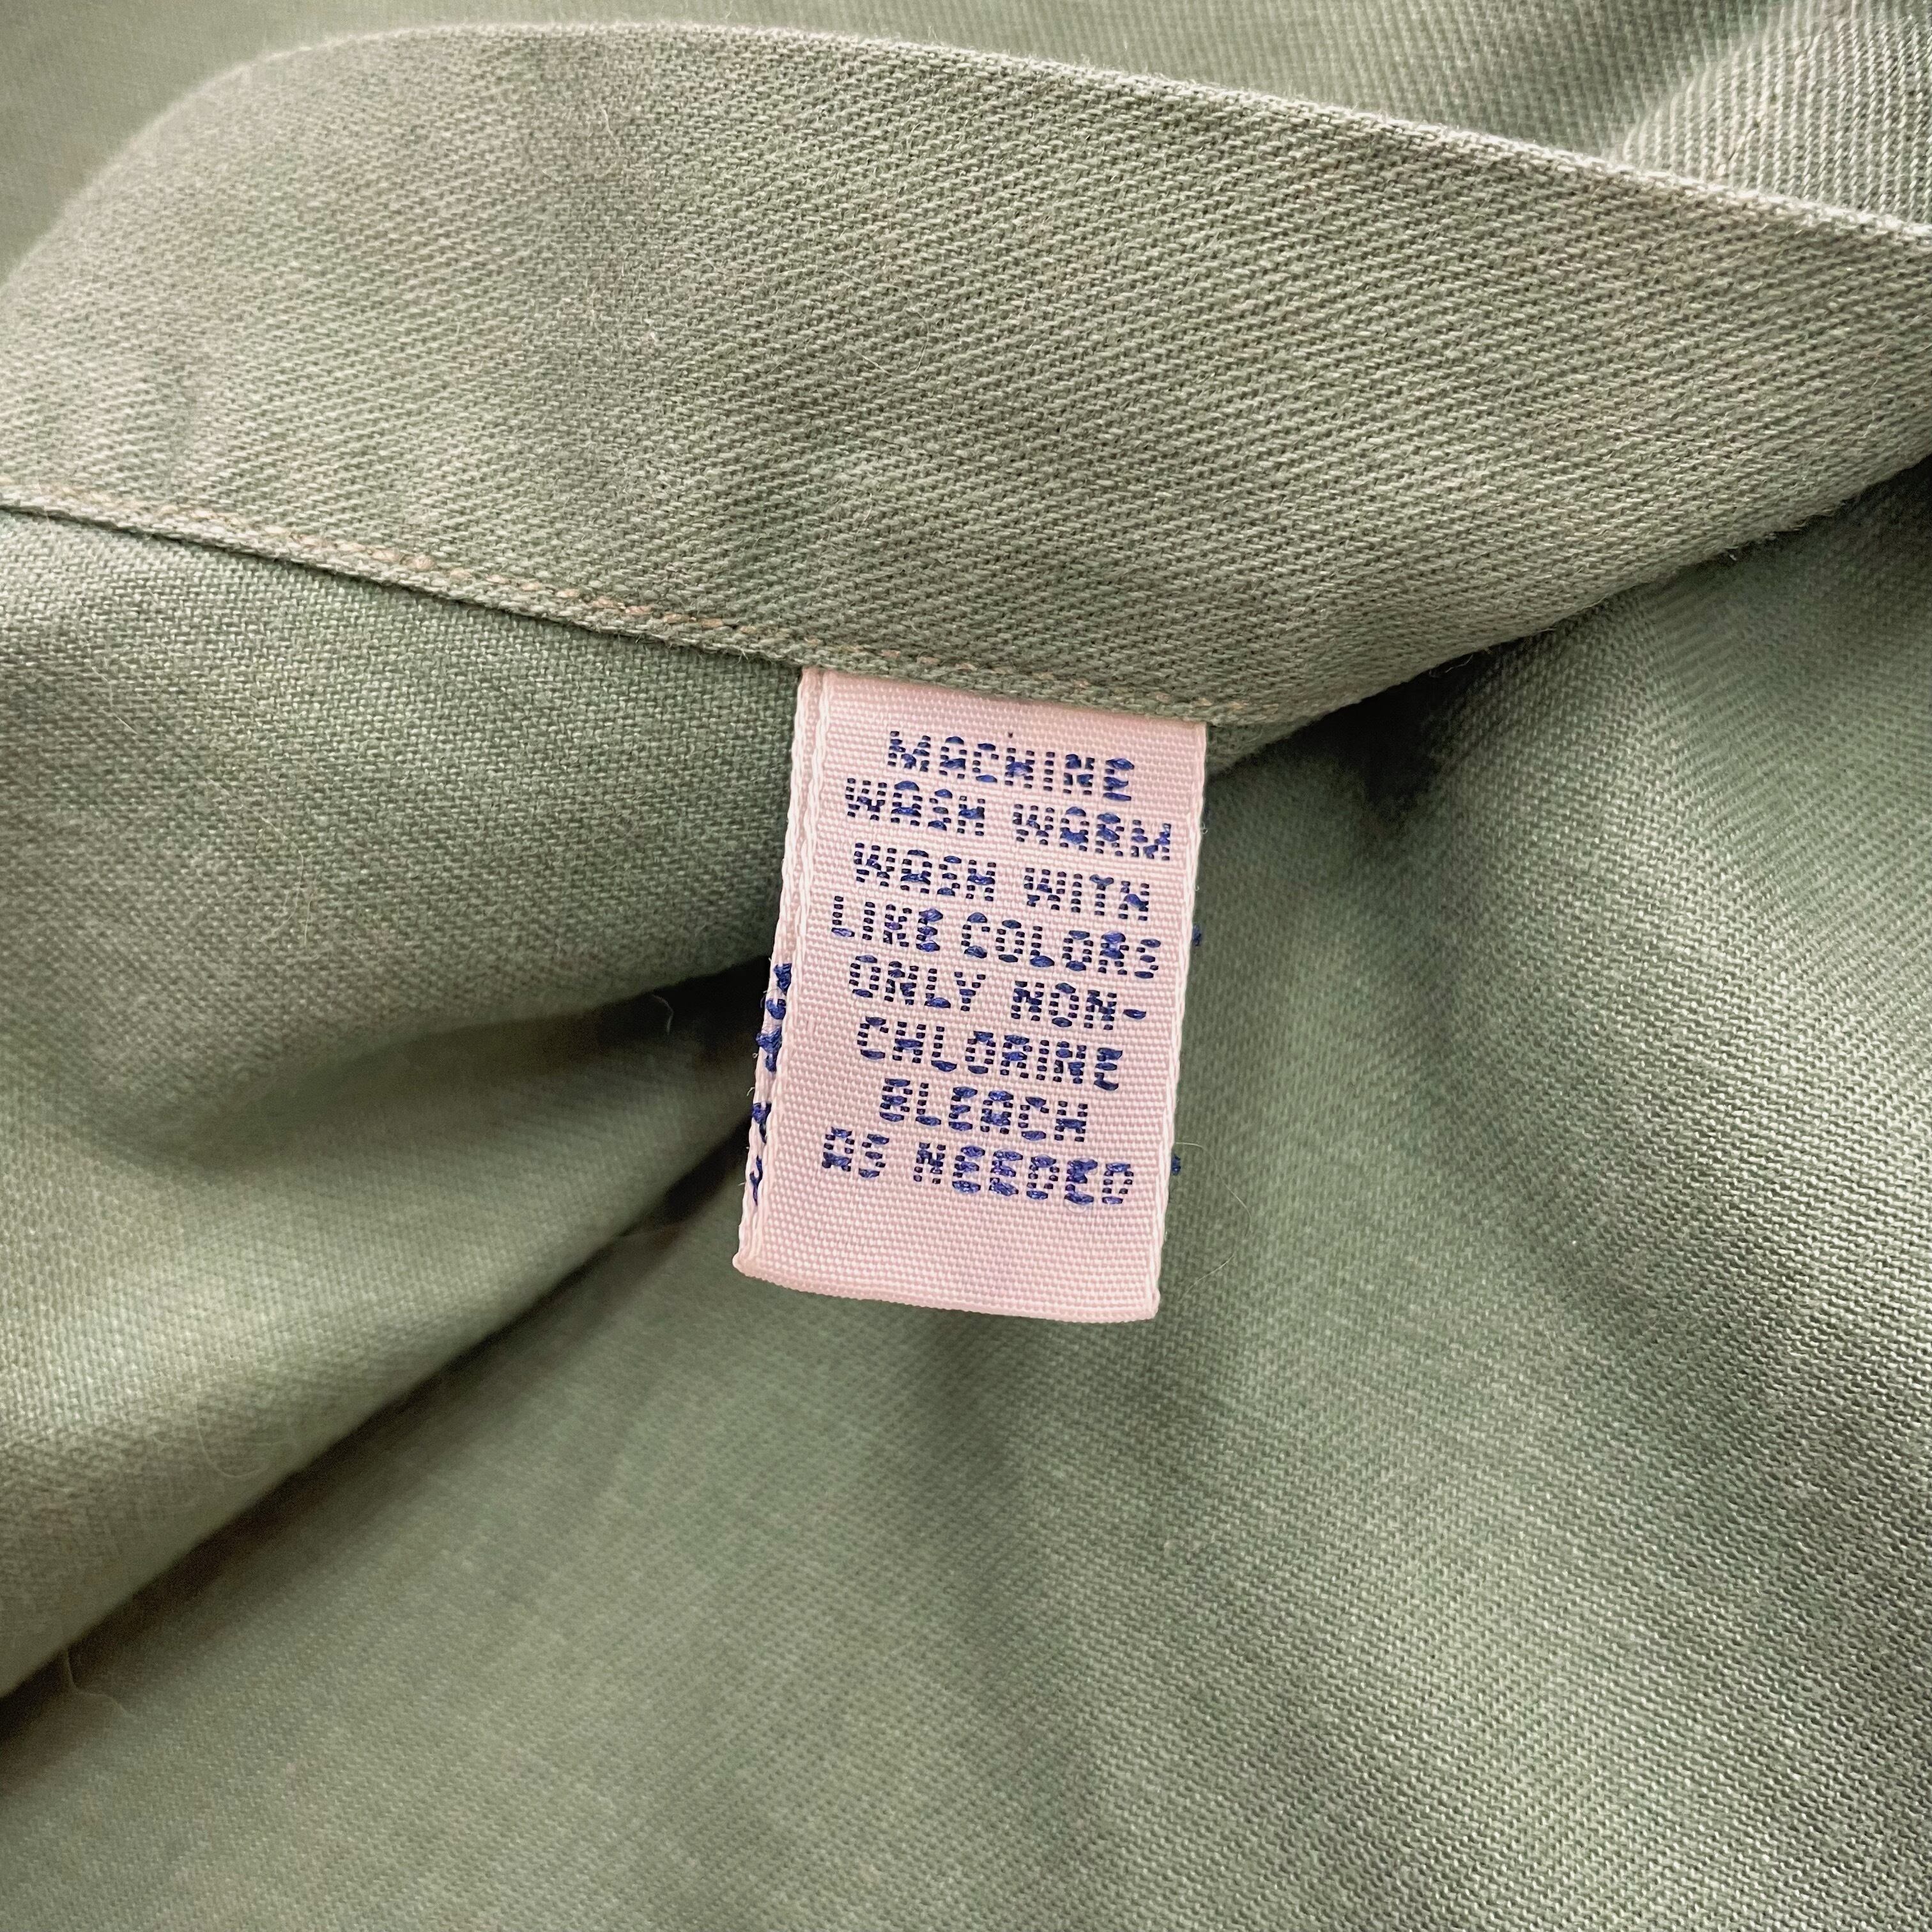 MACHINE
WASH WARM
WASH WITH
LIKE COLORS
ONLY NON-
CHLORINE
BLEACH
AS NEEDED